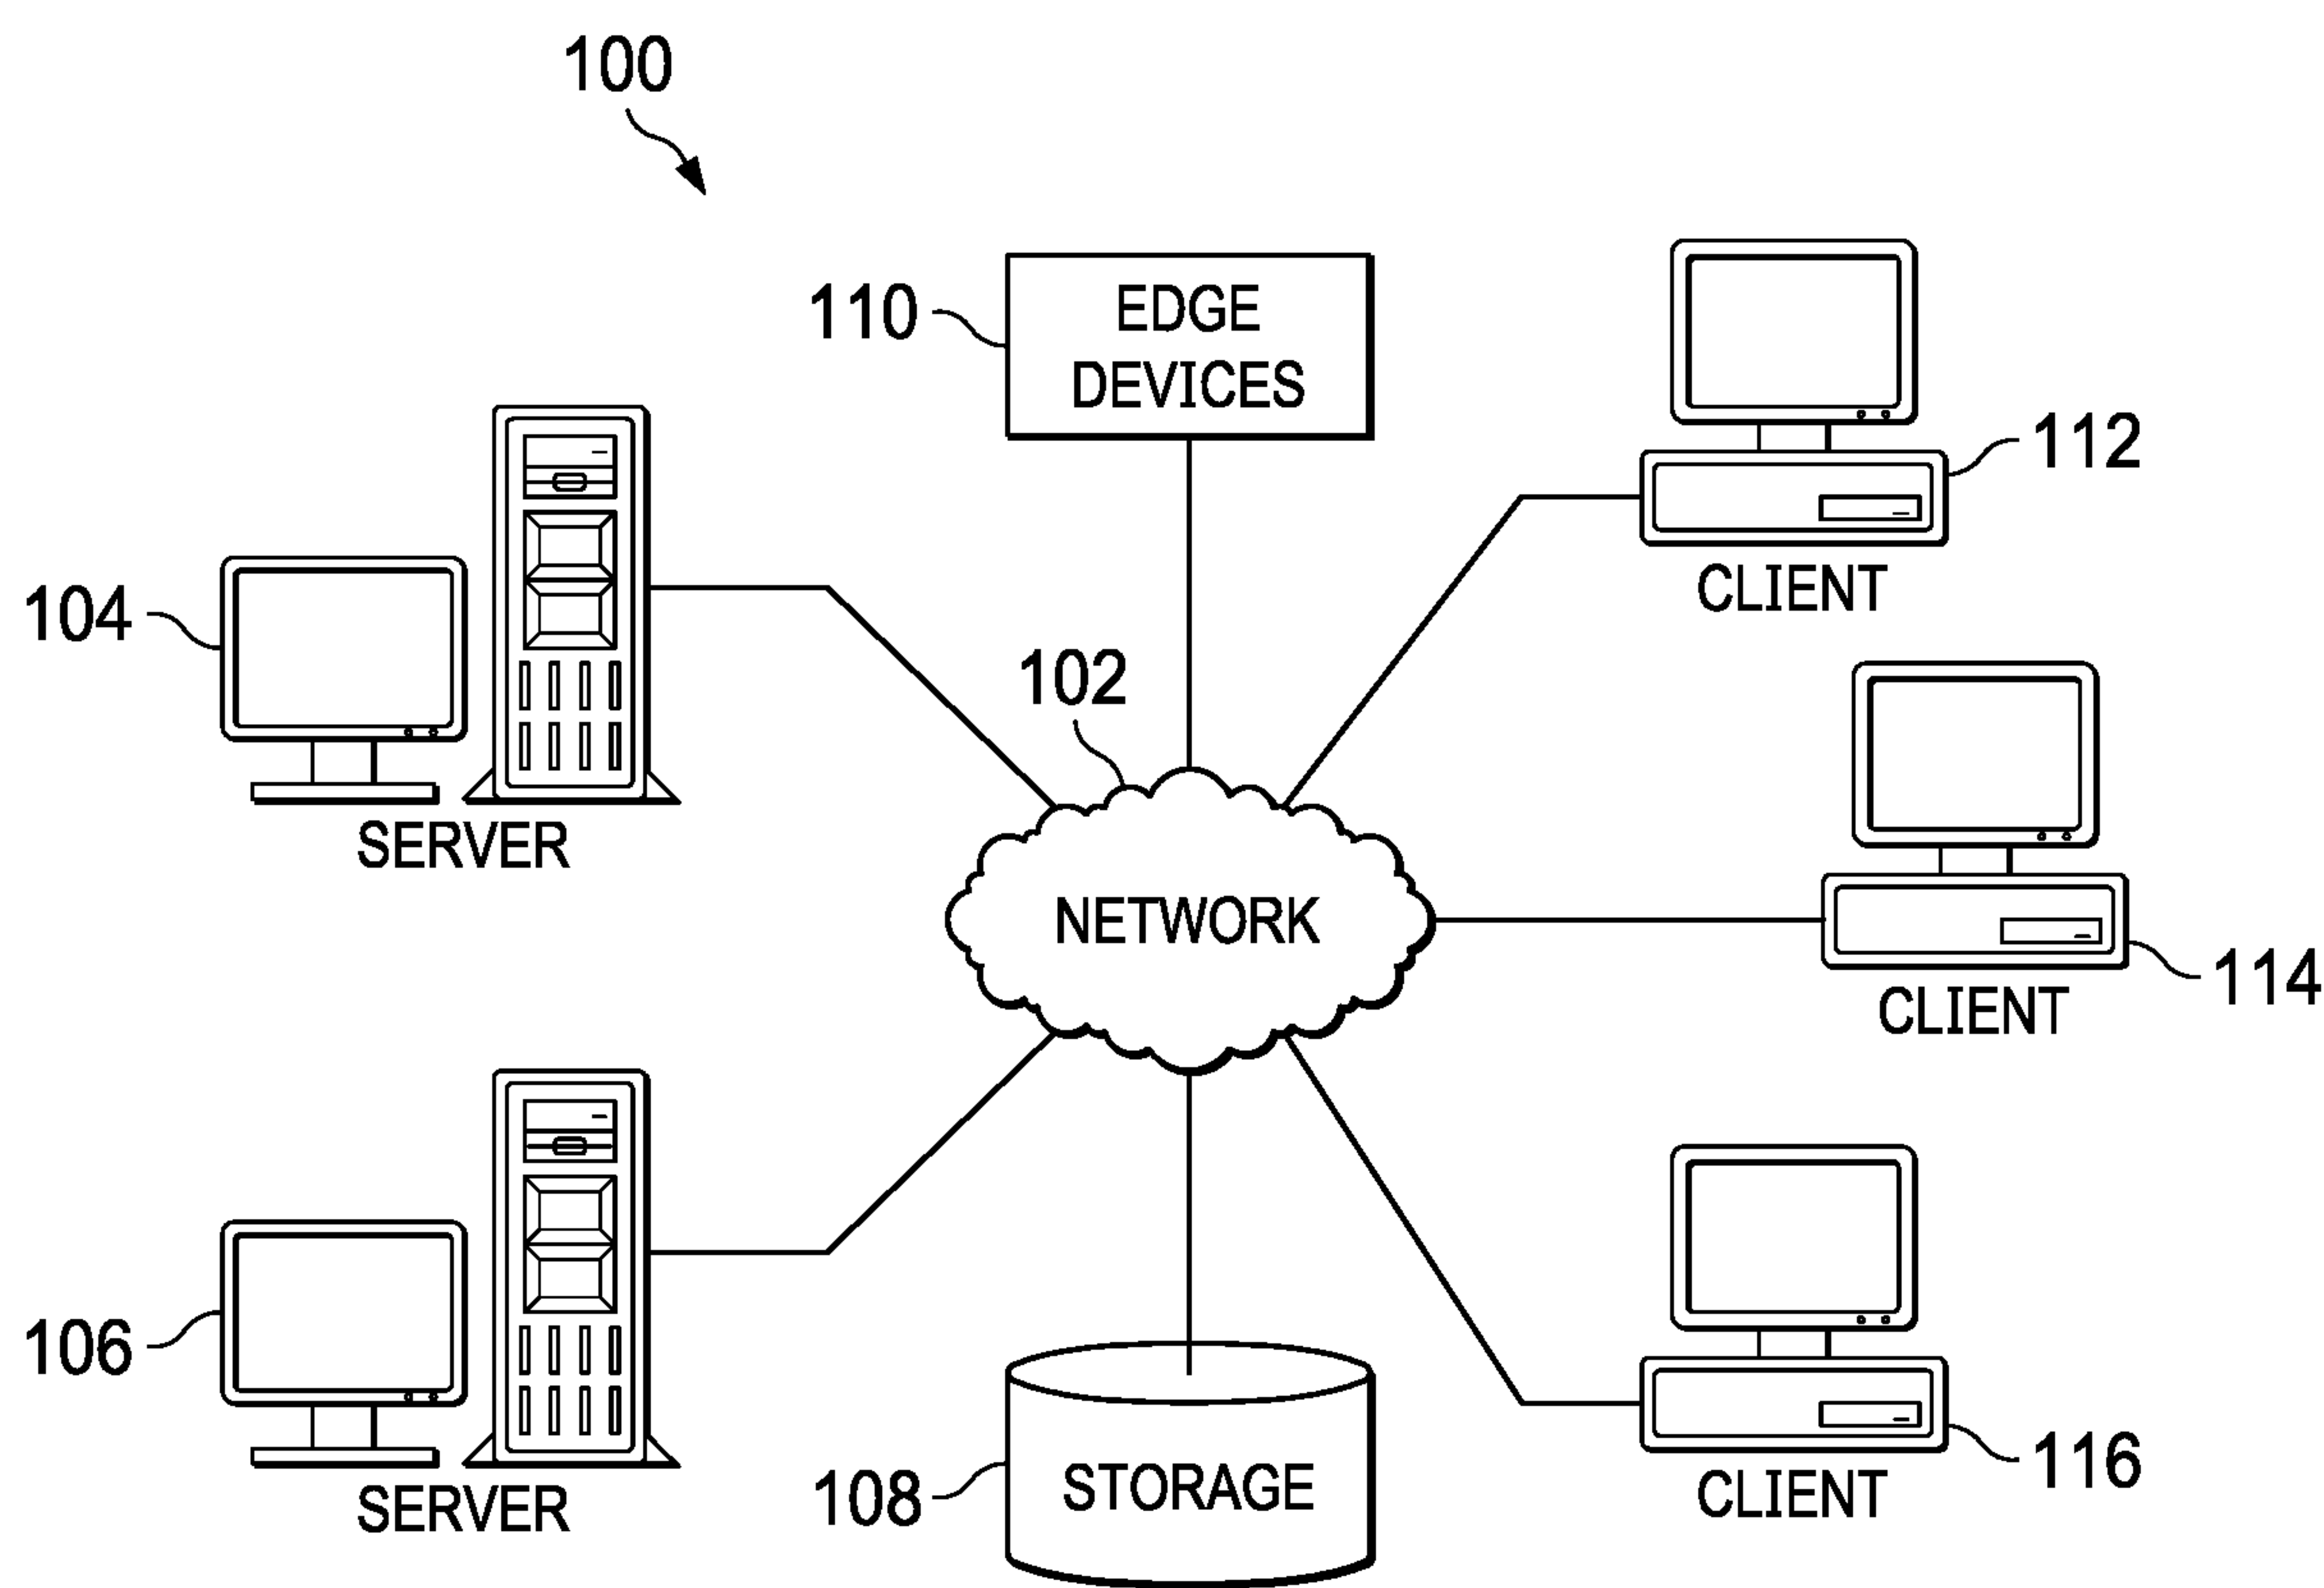 100
110
EDGE
DEVICES
112
CLIENT
104
SERVER
102
NETWORK
114
CLIENT
106
SERVER
108
STORAGE
116
CLIENT